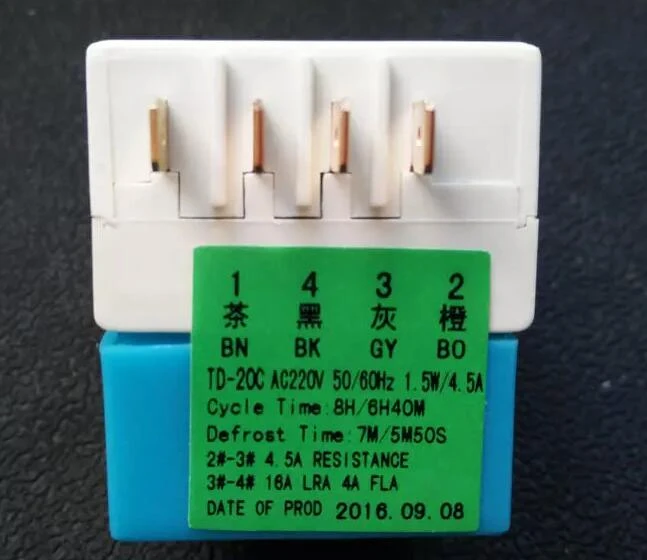 1 4 3 2
茶 黑 灰 橙
BN BK GY BO
TD-20C AC220V 50/60Hz 1.5W/4.5A
Cycle Time:8H/6H40M
Defrost Time:7M/5M50S
2#-3# 4.5A RESISTANCE
3#-4# 16A LRA 4A FLA
DATE OF PROD 2016.09.08